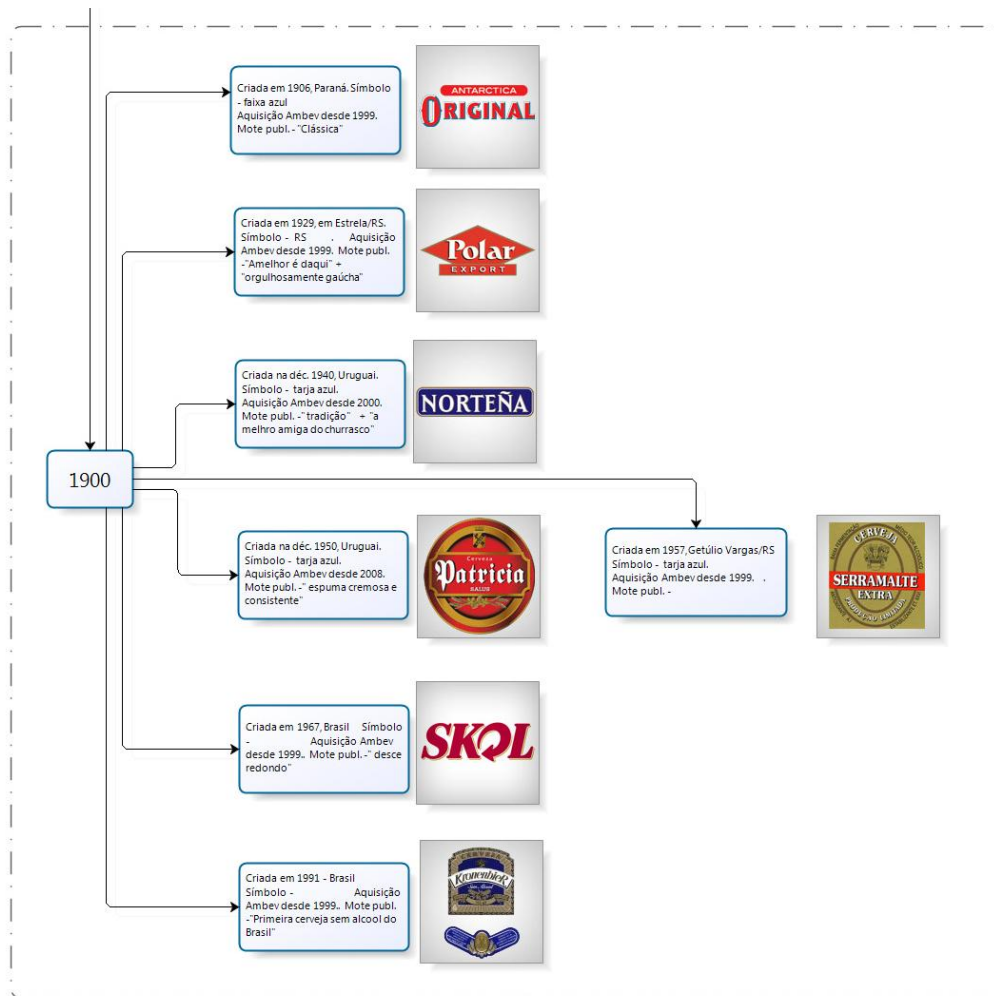 Criada em 1906, Paraná. Símbolo
- faixa azul
Aquisição Ambev desde 1999.
Mote publ. - "Clássica"
ANTARCTICA
ORIGINAL
Criada em 1929, em Estrela/RS.
Símbolo - RS . Aquisição
Ambev desde 1999. Mote publ.
-"Amelhor é daqui" +
"orgulhosamente gaúcha"
Polar
EXPORT
Criada na déc. 1940, Uruguai.
Símbolo - tarja azul.
Aquisição Ambev desde 2000.
Mote publ. -" tradição" + "a
melhro amiga do churrasco"
NORTEÑA
1900
Criada na déc. 1950, Uruguai.
Símbolo - tarja azul.
Aquisição Ambev desde 2008.
Mote publ. -" espuma cremosa e
consistente"
Cerveza
Patricia
SALUS
Criada em 1957, Getúlio Vargas/RS
Símbolo - tarja azul.
Aquisição Ambev desde 1999. .
Mote publ. -
CERVEJA
SERRAMALTE
EXTRA
PRODUÇÃO LIMITADA
Criada em 1967, Brasil Símbolo
- Aquisição Ambev
desde 1999.. Mote publ. -" desce
redondo"
SKOL
Criada em 1991 - Brasil
Símbolo - Aquisição
Ambev desde 1999.. Mote publ.
-"Primeira cerveja sem alcool do
Brasil"
CERVEJA
KronenbieR